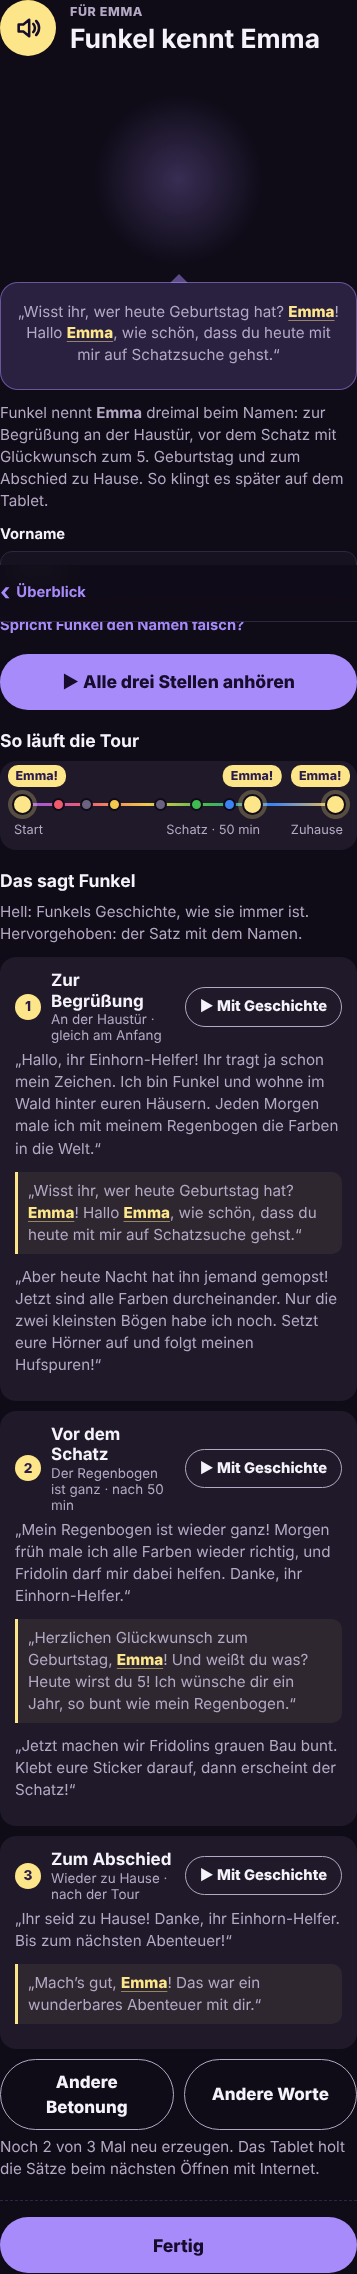 FÜR EMMA
Funkel kennt Emma
„Wisst ihr, wer heute Geburtstag hat? Emma!
Hallo Emma, wie schön, dass du heute mit
mir auf Schatzsuche gehst.“
Funkel nennt Emma dreimal beim Namen: zur
Begrüßung an der Haustür, vor dem Schatz mit
Glückwunsch zum 5. Geburtstag und zum
Abschied zu Hause. So klingt es später auf dem
Tablet.
Vorname
‹ Überblick
Spricht Funkel den Namen falsch?
▶ Alle drei Stellen anhören
So läuft die Tour
Emma! Emma! Emma!
Start Schatz · 50 min Zuhause
Das sagt Funkel
Hell: Funkels Geschichte, wie sie immer ist.
Hervorgehoben: der Satz mit dem Namen.
1
Zur
Begrüßung
An der Haustür ·
gleich am Anfang
▶ Mit Geschichte
„Hallo, ihr Einhorn-Helfer! Ihr tragt ja schon
mein Zeichen. Ich bin Funkel und wohne im
Wald hinter euren Häusern. Jeden Morgen
male ich mit meinem Regenbogen die Farben
in die Welt.“
„Wisst ihr, wer heute Geburtstag hat?
Emma! Hallo Emma, wie schön, dass du
heute mit mir auf Schatzsuche gehst.“
„Aber heute Nacht hat ihn jemand gemopst!
Jetzt sind alle Farben durcheinander. Nur die
zwei kleinsten Bögen habe ich noch. Setzt
eure Hörner auf und folgt meinen
Hufspuren!“
2
Vor dem
Schatz
Der Regenbogen
ist ganz · nach 50
min
▶ Mit Geschichte
„Mein Regenbogen ist wieder ganz! Morgen
früh male ich alle Farben wieder richtig, und
Fridolin darf mir dabei helfen. Danke, ihr
Einhorn-Helfer.“
„Herzlichen Glückwunsch zum
Geburtstag, Emma! Und weißt du was?
Heute wirst du 5! Ich wünsche dir ein
Jahr, so bunt wie mein Regenbogen.“
„Jetzt machen wir Fridolins grauen Bau bunt.
Klebt eure Sticker darauf, dann erscheint der
Schatz!“
3
Zum Abschied
Wieder zu Hause ·
nach der Tour
▶ Mit Geschichte
„Ihr seid zu Hause! Danke, ihr Einhorn-Helfer.
Bis zum nächsten Abenteuer!“
„Mach’s gut, Emma! Das war ein
wunderbares Abenteuer mit dir.“
Andere
Betonung
Andere Worte
Noch 2 von 3 Mal neu erzeugen. Das Tablet holt
die Sätze beim nächsten Öffnen mit Internet.
Fertig